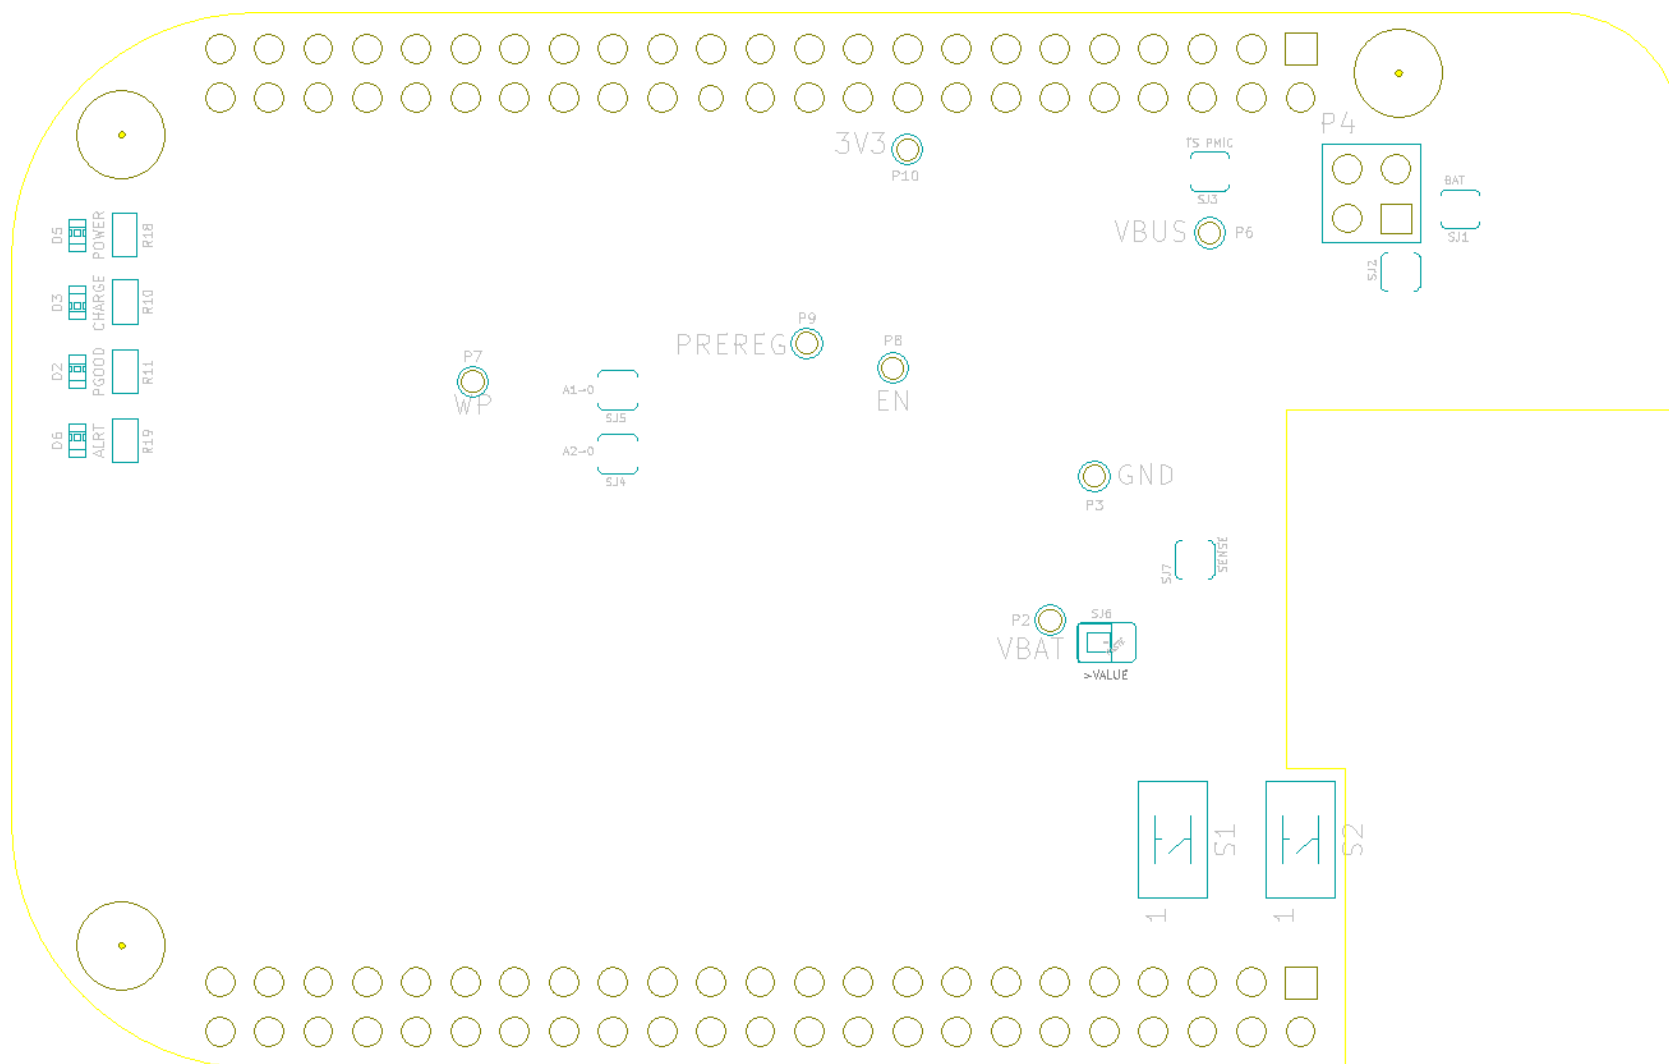 P4
3V3
P10
TS PMIC
SJ3
BAT
SJ1
VBUS
P6
SJ2
D5
POWER
R18
D3
CHARGE
R10
D2
PGOOD
R11
D6
ALRT
R19
P9
PREREG
P8
EN
P7
WP
A1-0
SJ5
A2-0
SJ4
GND
P3
SJ7
SENSE
P2
VBAT
SJ6
>VALUE
S1
1
S2
1